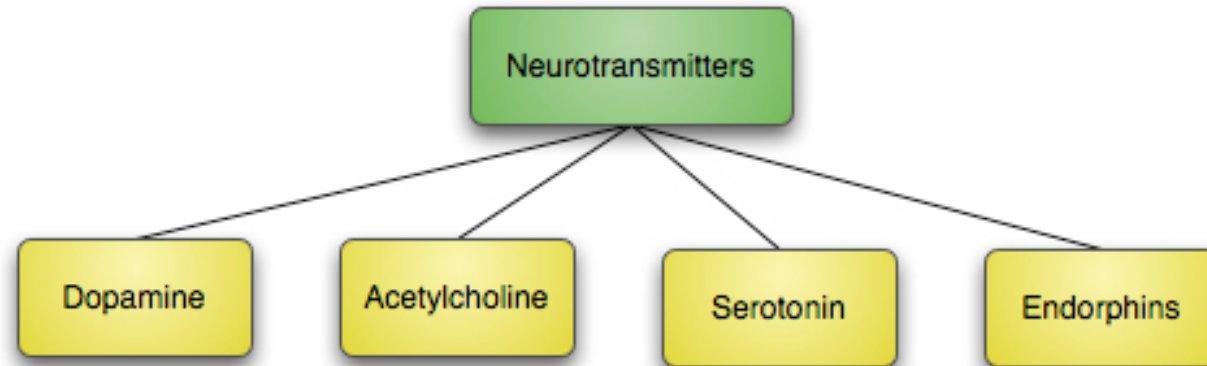 Neurotransmitters
Dopamine
Acetylcholine
Serotonin
Endorphins